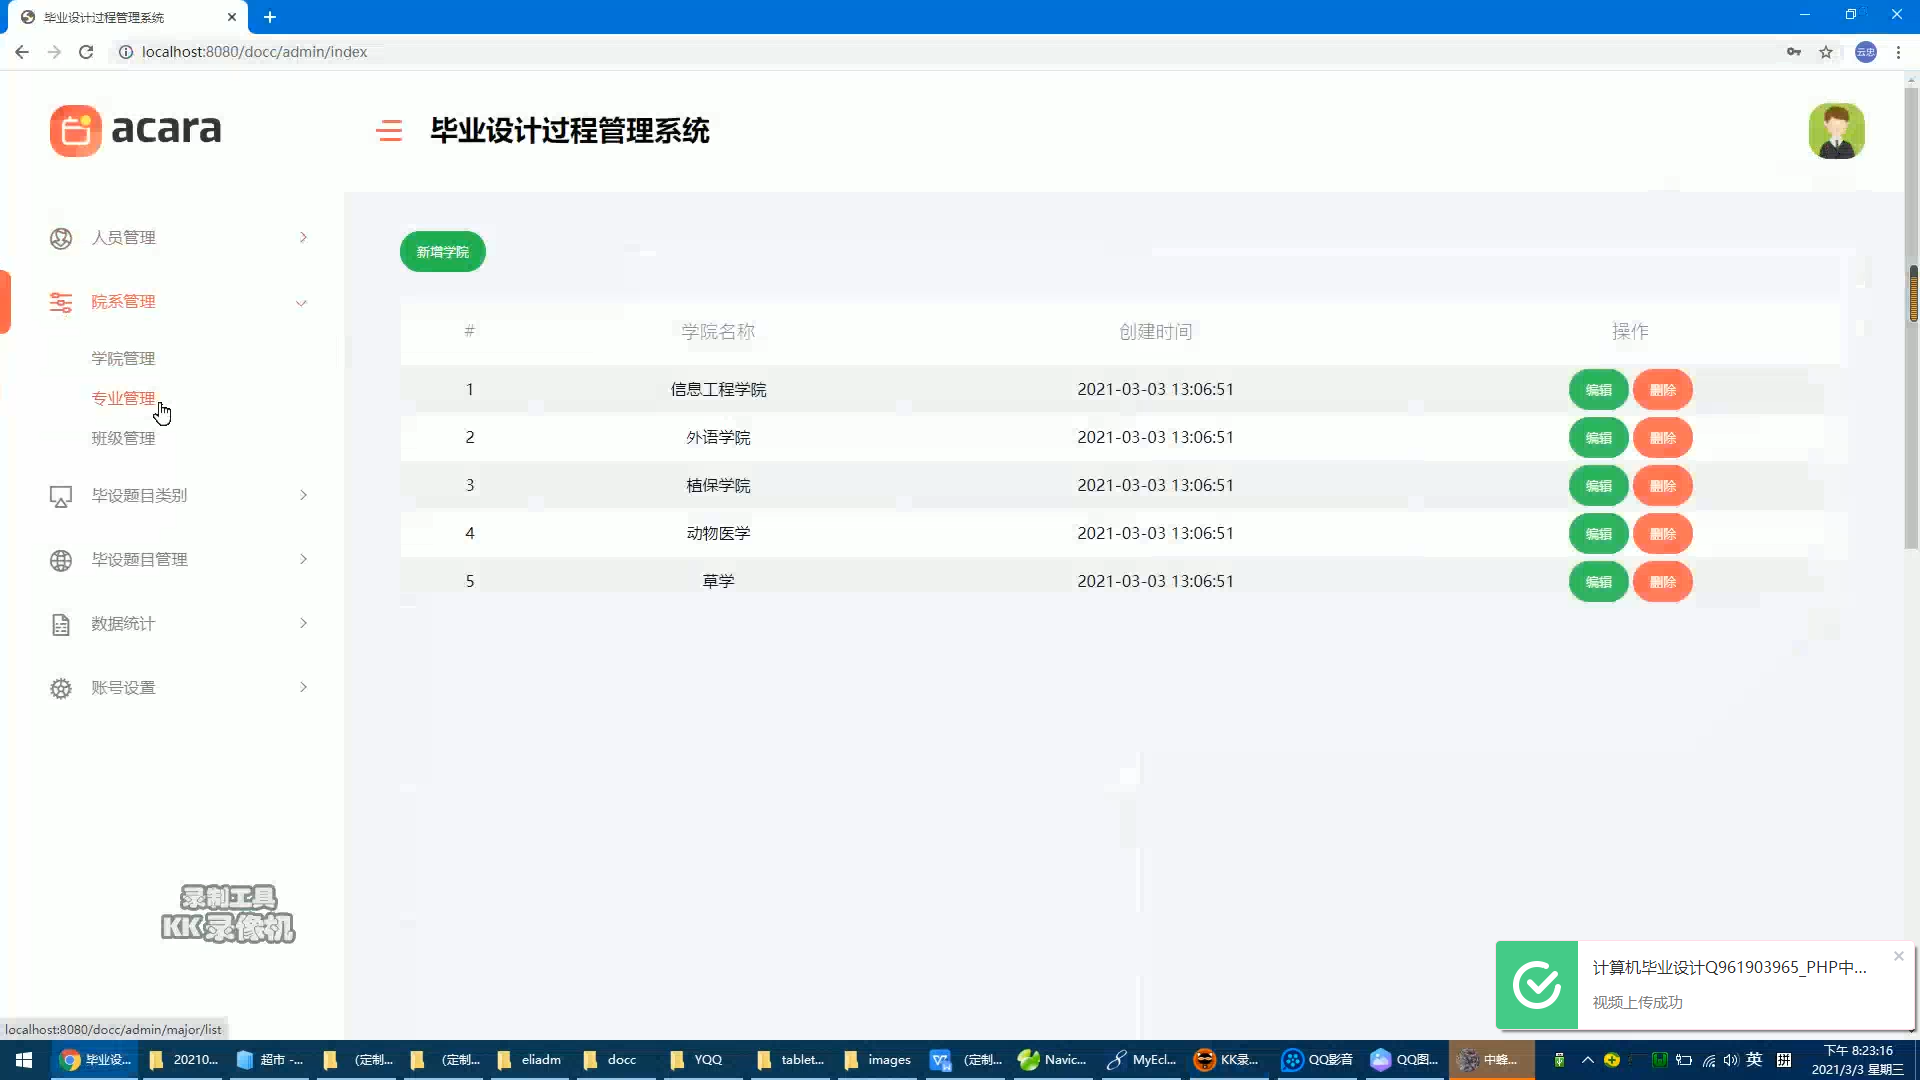 毕业设计过程管理系统
localhost:8080/docc/admin/index
云忠
acara
毕业设计过程管理系统
人员管理
院系管理
学院管理
专业管理
班级管理
毕设题目类别
毕设题目管理
数据统计
账号设置
新增学院
# 学院名称 创建时间 操作
1 信息工程学院 2021-03-03 13:06:51 编辑 删除
2 外语学院 2021-03-03 13:06:51 编辑 删除
3 植保学院 2021-03-03 13:06:51 编辑 删除
4 动物医学 2021-03-03 13:06:51 编辑 删除
5 草学 2021-03-03 13:06:51 编辑 删除
录制工具
KK录像机
计算机毕业设计Q961903965_PHP中...
视频上传成功
localhost:8080/docc/admin/major/list
毕业设... 20210... 超市 -... (定制... (定制... eliadm docc YQQ tablet... images (定制... Navic... MyEcl... KK录... QQ影音 QQ图... 中蜂... 英 拼
下午 8:23:16
2021/3/3 星期三